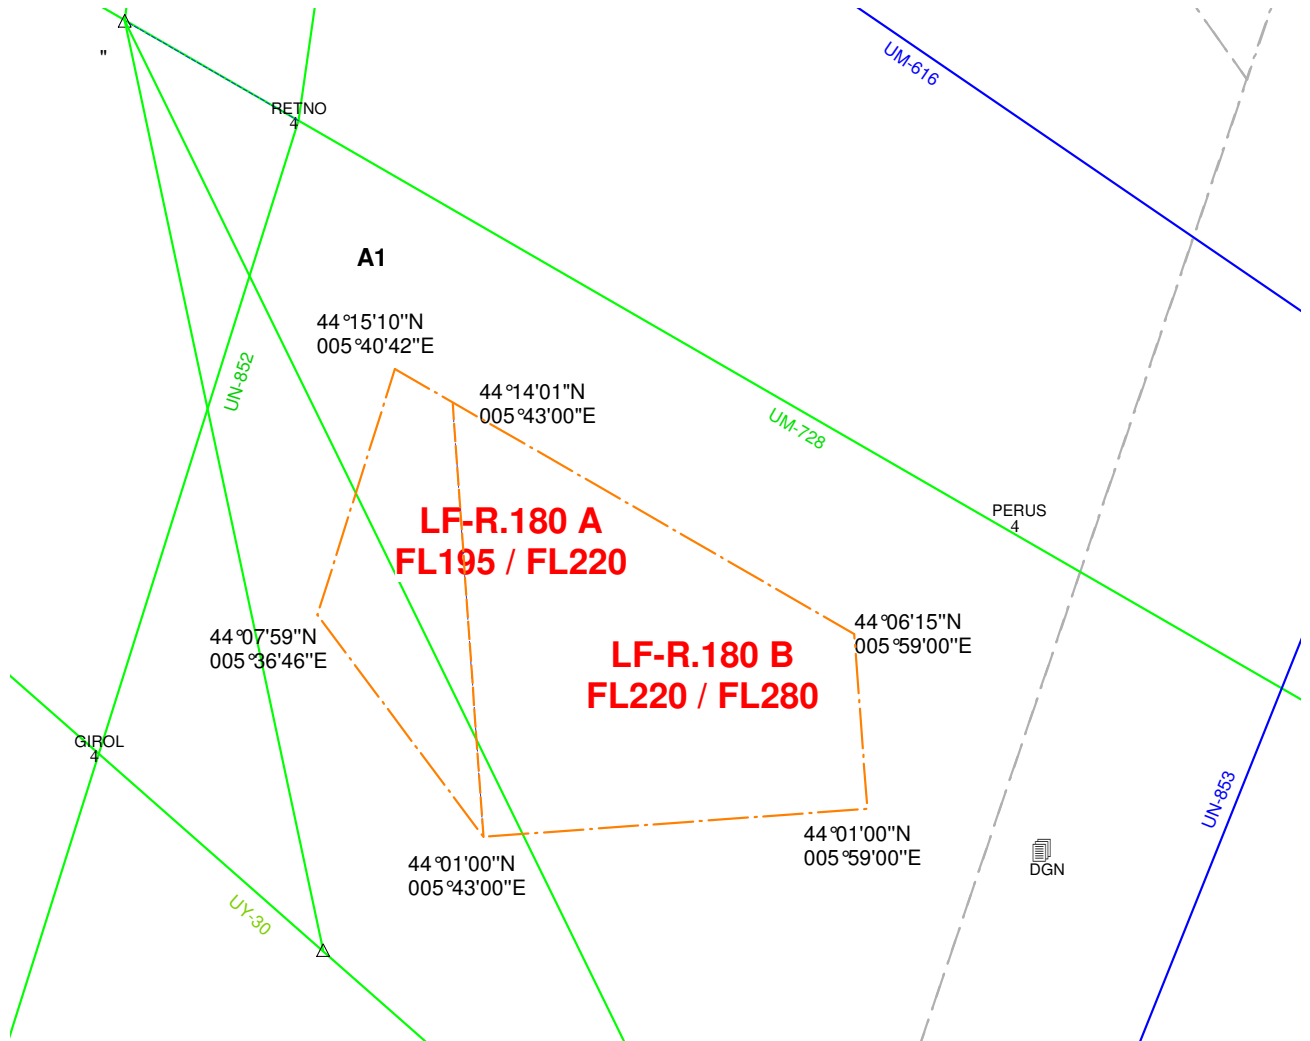 "
UM-616
RETNO
4
A1
44°15'10"N
005°40'42"E
UN-852
44°14'01"N
005°43'00"E
UM-728
PERUS
4
LF-R.180 A
FL195 / FL220
44°07'59"N
005°36'46"E
44°06'15"N
005°59'00"E
LF-R.180 B
FL220 / FL280
GIROL
4
UN-853
44°01'00"N
005°59'00"E
44°01'00"N
005°43'00"E
DGN
UY-30